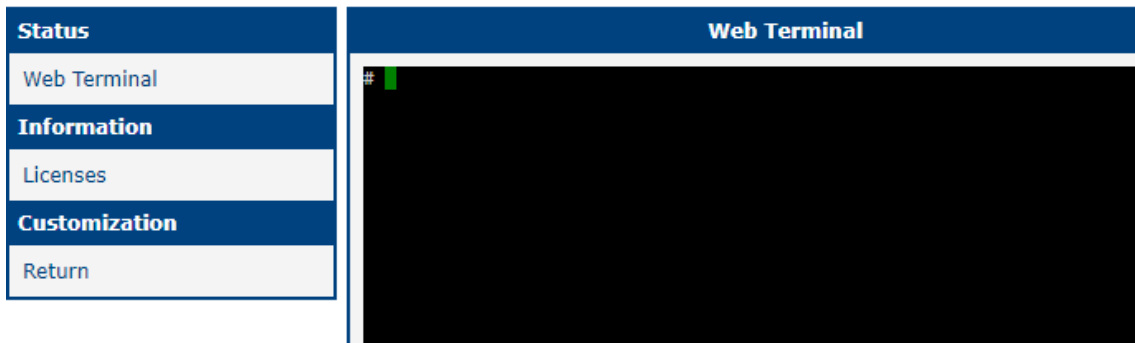 Status
Web Terminal
Information
Licenses
Customization
Return
Web Terminal
#